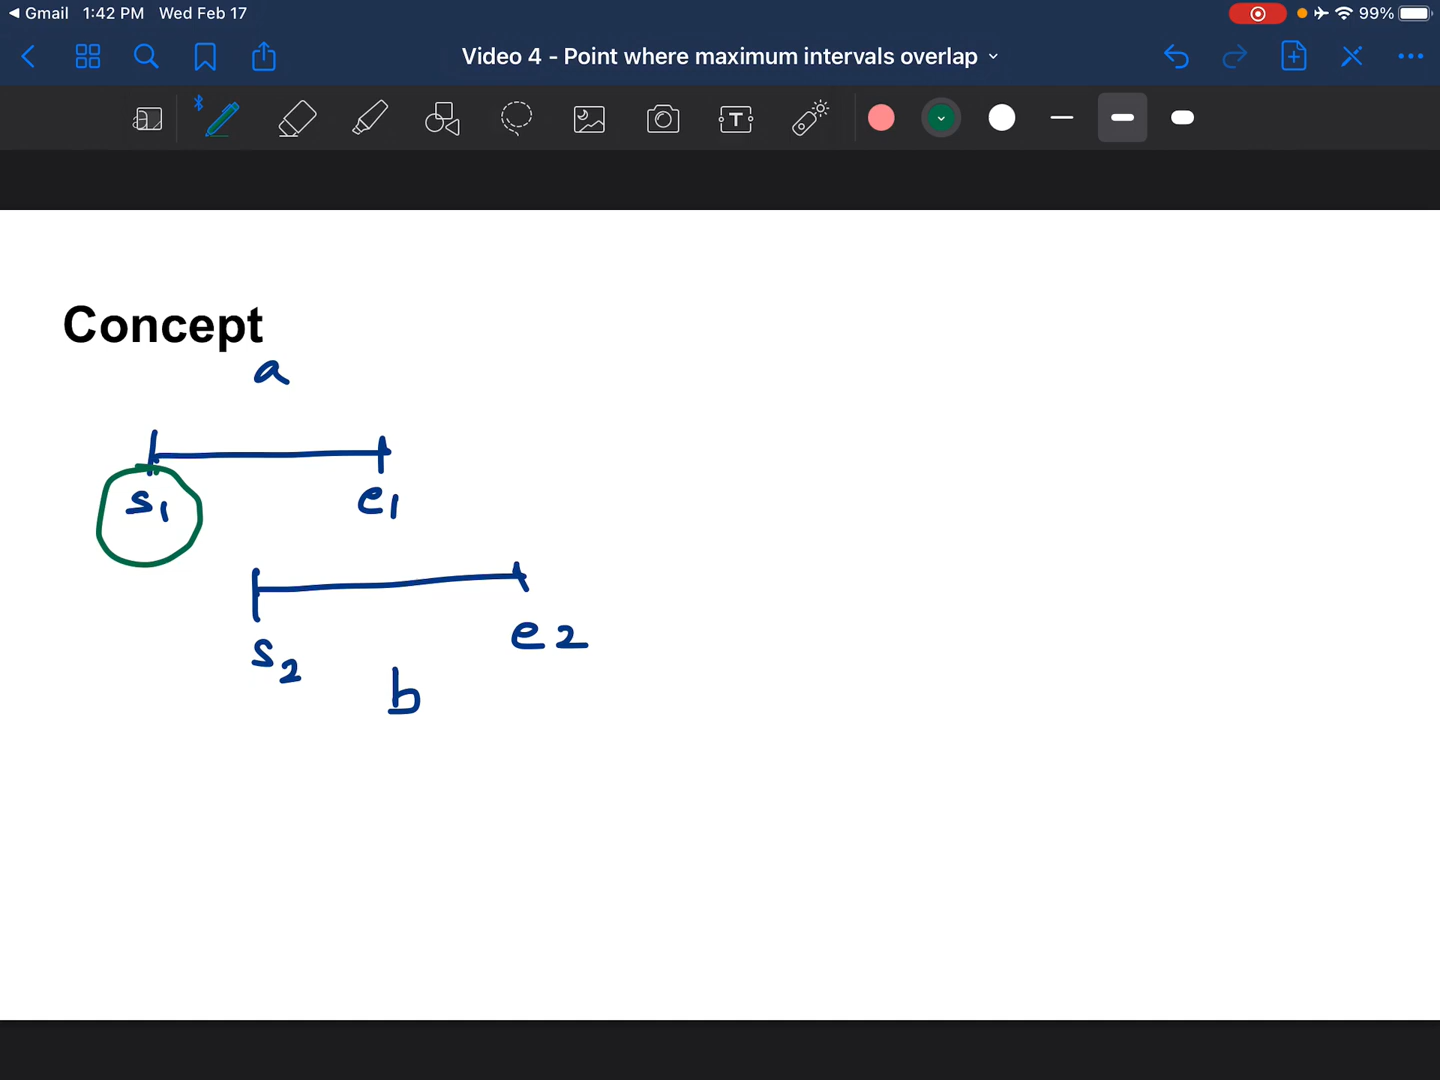 Gmail 1:42 PM Wed Feb 17 99%
Video 4 - Point where maximum intervals overlap
T
Concept
a
s1 e1
s2 e2
b